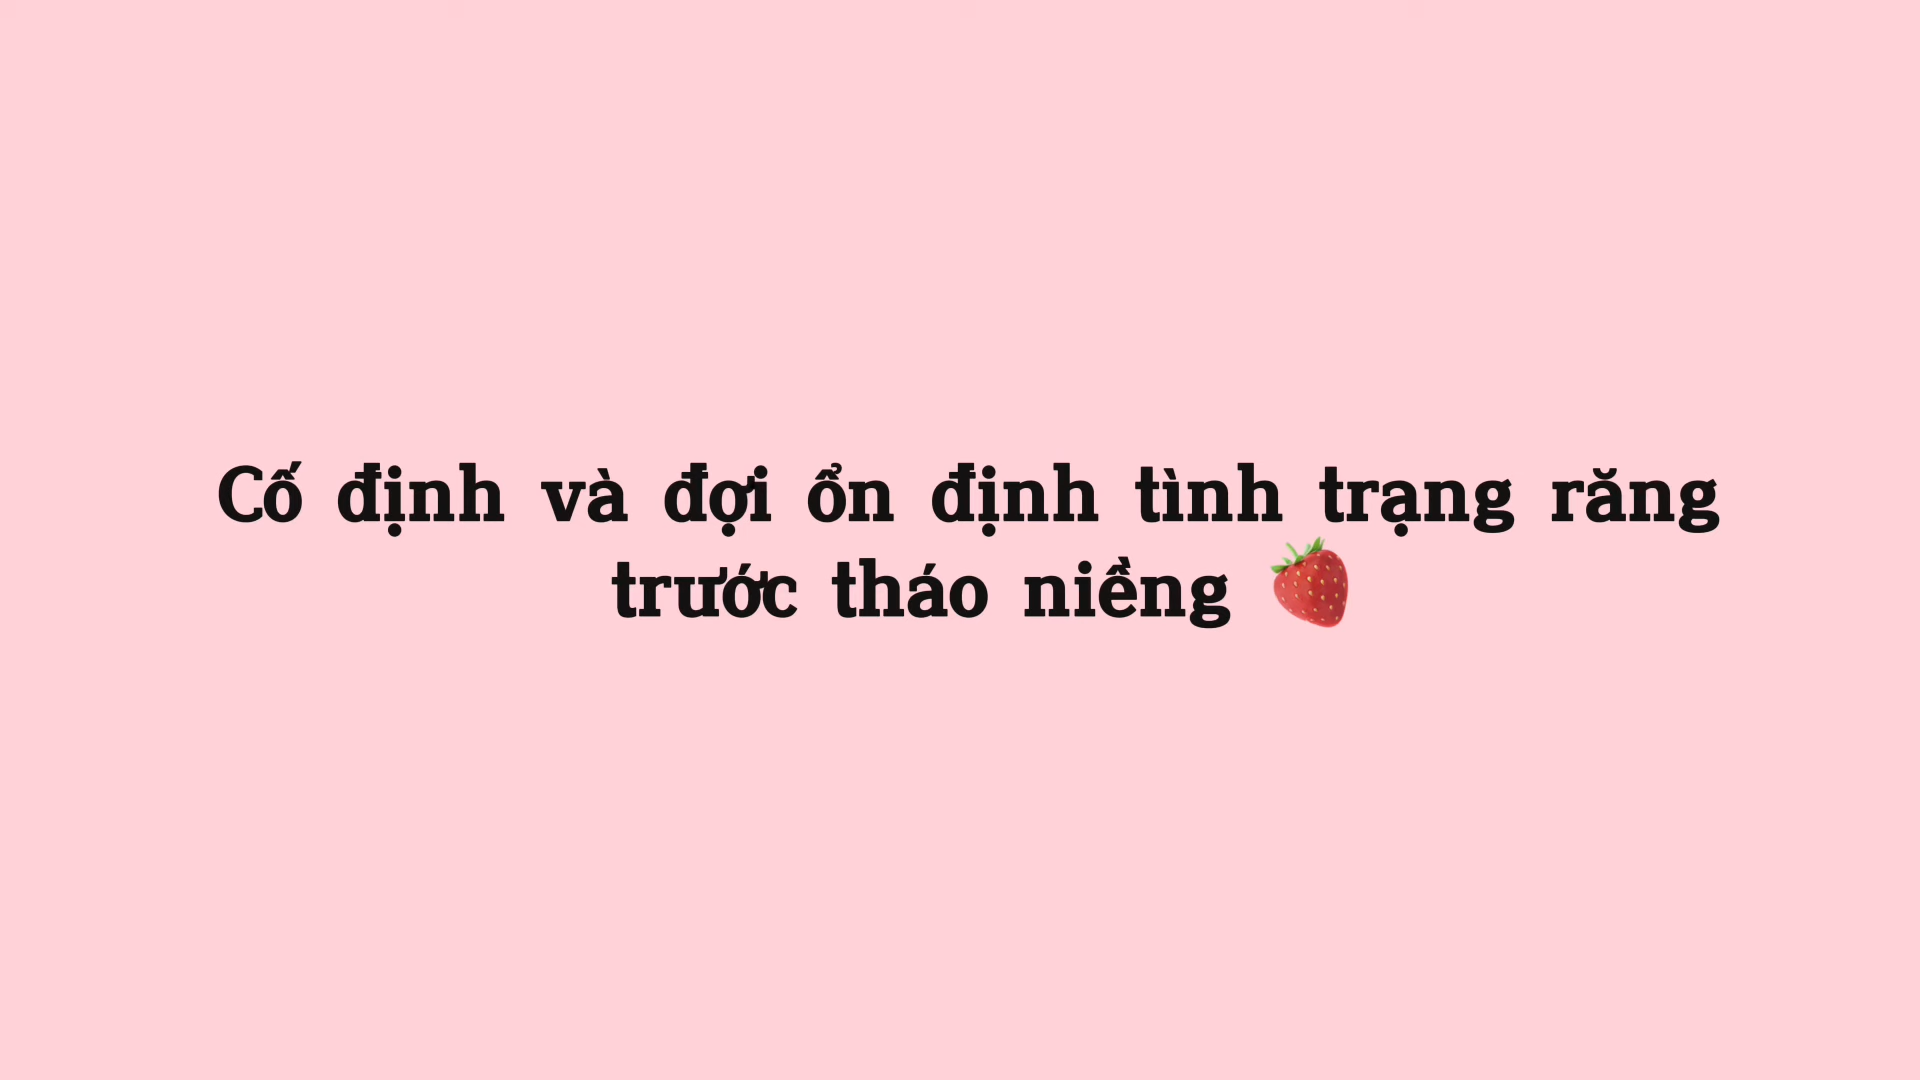 Cố định và đợi ổn định tình trạng răng
trước tháo niềng 🍓